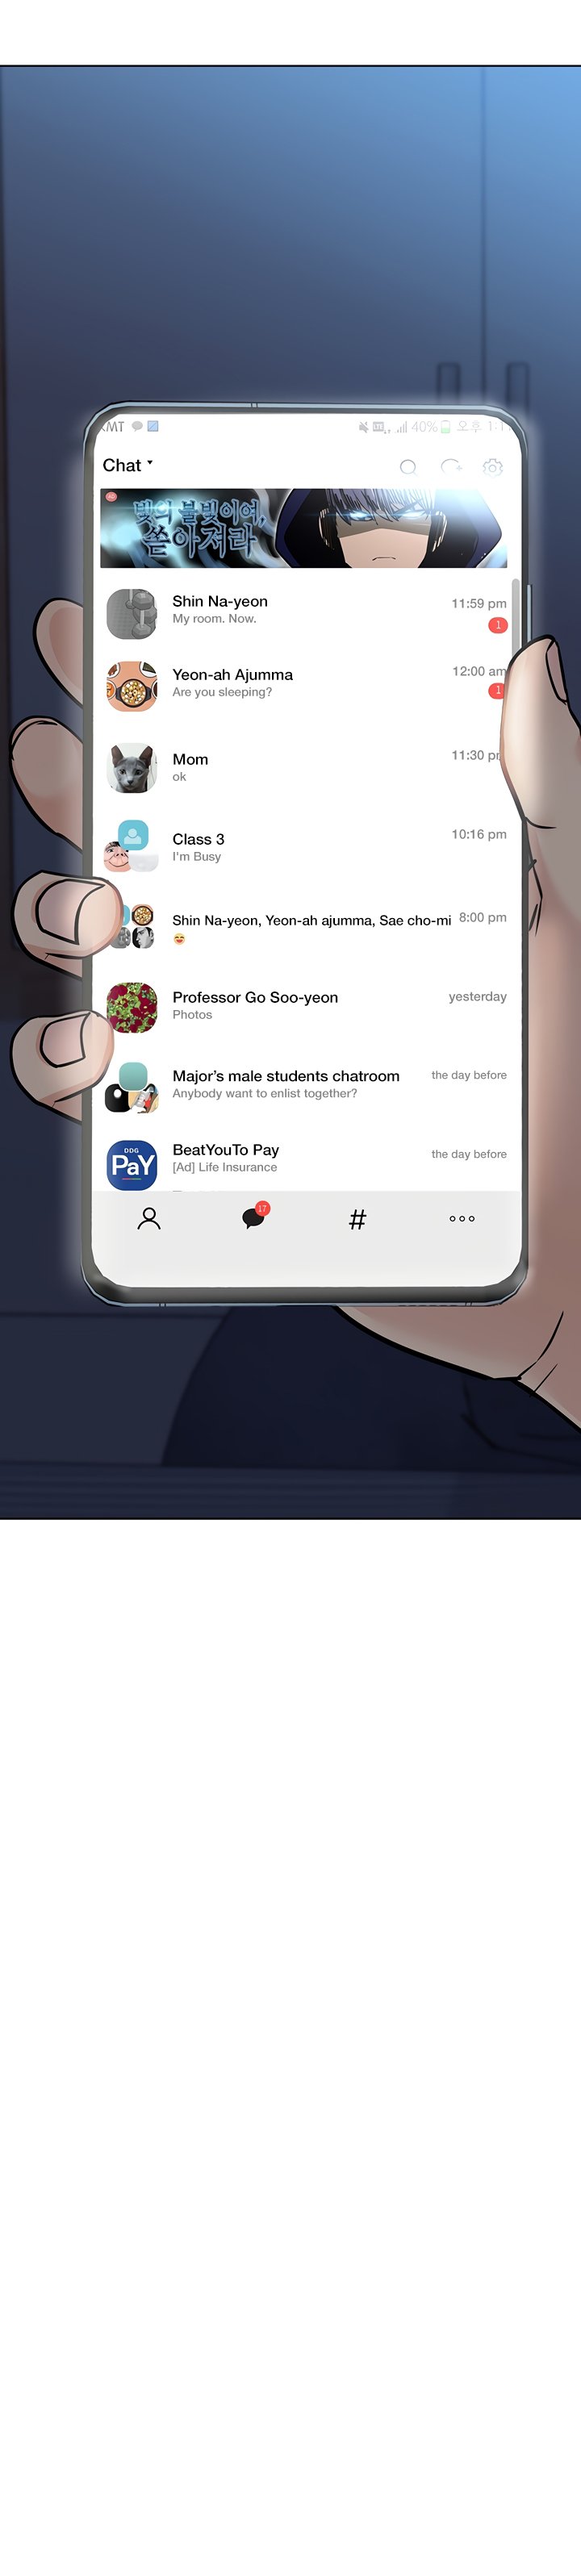 KMT 40% 오후 1:1
Chat
AD
빛의 불빛이여,
쏟아져라
Shin Na-yeon 11:59 pm
My room. Now. 1
Yeon-ah Ajumma 12:00 am
Are you sleeping? 1
Mom 11:30 p
ok
Class 3 10:16 pm
I'm Busy
Shin Na-yeon, Yeon-ah ajumma, Sae cho-mi 8:00 pm
Professor Go Soo-yeon yesterday
Photos
Major's male students chatroom the day before
Anybody want to enlist together?
DDG
PaY
BeatYouTo Pay the day before
[Ad] Life Insurance
17
#